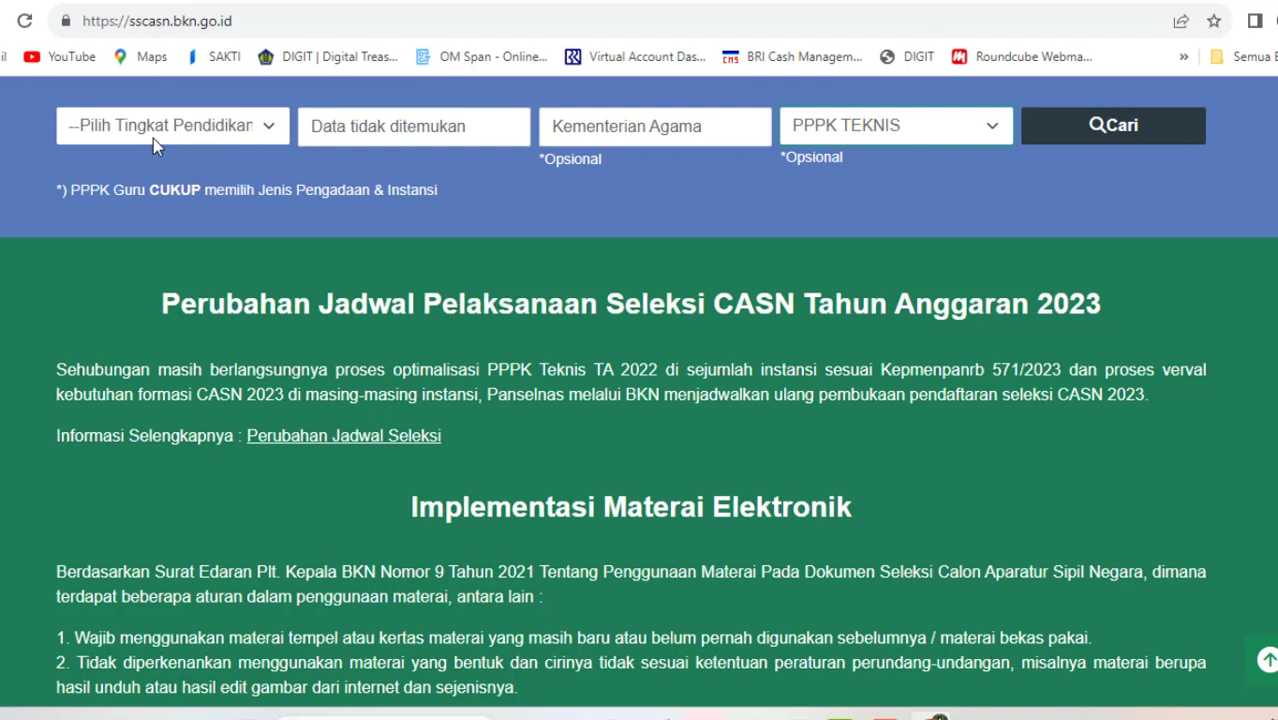 https://sscasn.bkn.go.id
il YouTube Maps SAKTI DIGIT | Digital Treas... OM Span - Online... Virtual Account Das... BRI Cash Managem... DIGIT Roundcube Webma... » Semua B
--Pilih Tingkat Pendidikan Data tidak ditemukan Kementerian Agama PPPK TEKNIS Cari
*Opsional *Opsional
*) PPPK Guru CUKUP memilih Jenis Pengadaan & Instansi
Perubahan Jadwal Pelaksanaan Seleksi CASN Tahun Anggaran 2023
Sehubungan masih berlangsungnya proses optimalisasi PPPK Teknis TA 2022 di sejumlah instansi sesuai Kepmenpanrb 571/2023 dan proses verval
kebutuhan formasi CASN 2023 di masing-masing instansi, Panselnas melalui BKN menjadwalkan ulang pembukaan pendaftaran seleksi CASN 2023.
Informasi Selengkapnya : Perubahan Jadwal Seleksi
Implementasi Materai Elektronik
Berdasarkan Surat Edaran Plt. Kepala BKN Nomor 9 Tahun 2021 Tentang Penggunaan Materai Pada Dokumen Seleksi Calon Aparatur Sipil Negara, dimana
terdapat beberapa aturan dalam penggunaan materai, antara lain :
1. Wajib menggunakan materai tempel atau kertas materai yang masih baru atau belum pernah digunakan sebelumnya / materai bekas pakai.
2. Tidak diperkenankan menggunakan materai yang bentuk dan cirinya tidak sesuai ketentuan peraturan perundang-undangan, misalnya materai berupa
hasil unduh atau hasil edit gambar dari internet dan sejenisnya.